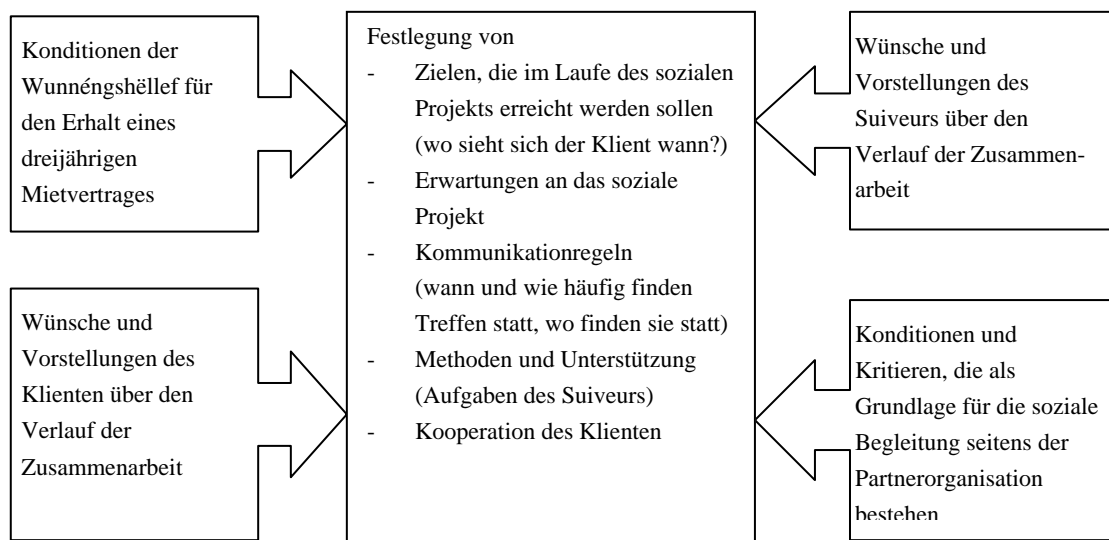 Konditionen der
Wunnéngshëllef für
den Erhalt eines
dreijährigen
Mietvertrages
Wünsche und
Vorstellungen des
Klienten über den
Verlauf der
Zusammenarbeit
Festlegung von
- Zielen, die im Laufe des sozialen
Projekts erreicht werden sollen
(wo sieht sich der Klient wann?)
- Erwartungen an das soziale
Projekt
- Kommunikationregeln
(wann und wie häufig finden
Treffen statt, wo finden sie statt)
- Methoden und Unterstützung
(Aufgaben des Suiveurs)
- Kooperation des Klienten
Wünsche und
Vorstellungen des
Suiveurs über den
Verlauf der Zusammen-
arbeit
Konditionen und
Kritieren, die als
Grundlage für die soziale
Begleitung seitens der
Partnerorganisation
bestehen